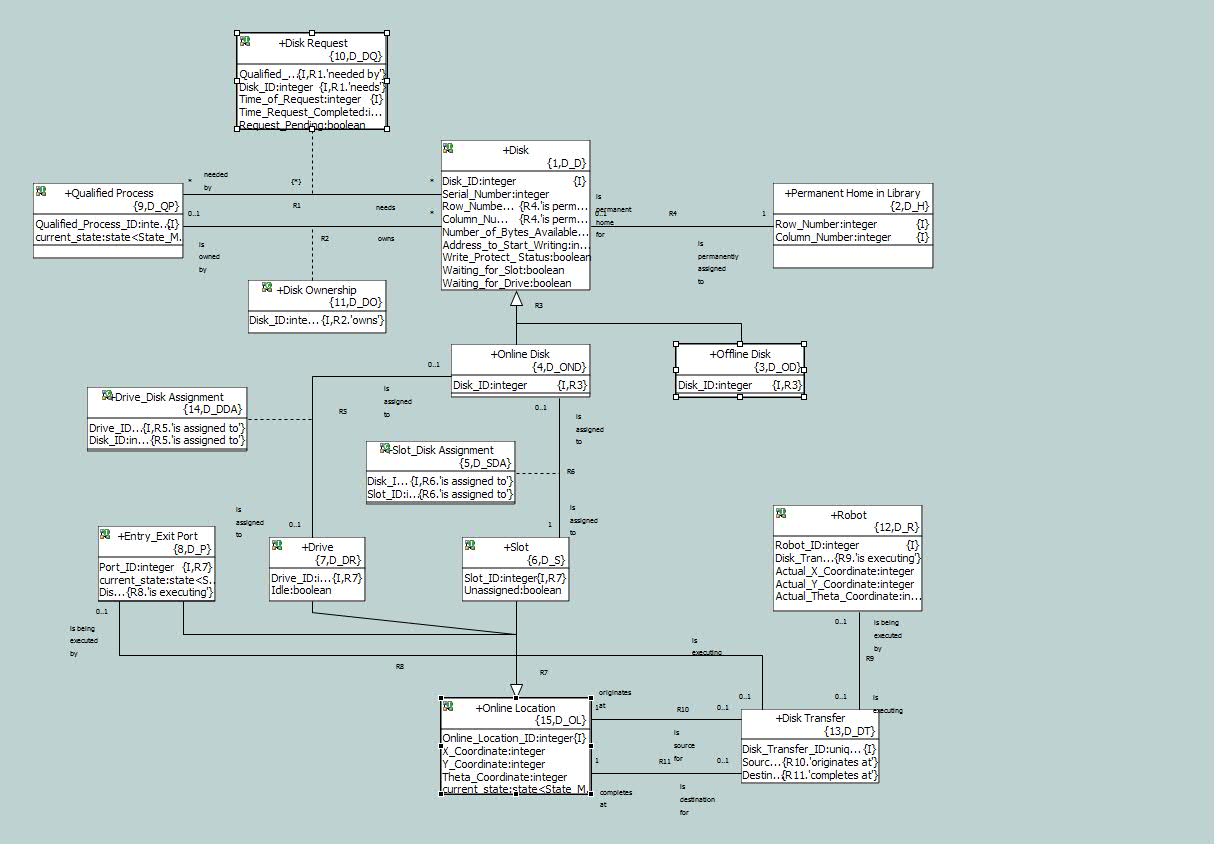 +Disk Request
{10,D_DQ}
Qualified_...{I,R1.'needed by'}
Disk_ID:integer {I,R1.'needs'}
Time_of_Request:integer {I}
Time_Request_Completed:i...
Request_Pending:boolean
+Disk
{1,D_D}
Disk_ID:integer {I}
Serial_Number:integer
Row_Numbe... {R4.'is perm...
Column_Nu... {R4.'is perm...
Number_of_Bytes_Available...
Address_to_Start_Writing:in...
Write_Protect_Status:boolean
Waiting_for_Slot:boolean
Waiting_for_Drive:boolean
+Qualified Process
{9,D_QP}
Qualified_Process_ID:inte..{I}
current_state:state<State_M.
*
needed
by
{*}
*
R1
needs
0..1
*
R2
owns
is
owned
by
is
permanent
home
for
0..1
R4
1
is
permanently
assigned
to
+Permanent Home in Library
{2,D_H}
Row_Number:integer {I}
Column_Number:integer {I}
+Disk Ownership
{11,D_DO}
Disk_ID:inte... {I,R2.'owns'}
R3
+Online Disk
{4,D_OND}
Disk_ID:integer {I,R3}
+Offline Disk
{3,D_OD}
Disk_ID:integer {I,R3}
0..1
is
assigned
to
R5
+Drive_Disk Assignment
{14,D_DDA}
Drive_ID...{I,R5.'is assigned to'}
Disk_ID:in...{R5.'is assigned to'}
0..1
is
assigned
to
+Slot_Disk Assignment
{5,D_SDA}
Disk_I... {I,R6.'is assigned to'}
Slot_ID:i...{R6.'is assigned to'}
R6
is
assigned
to
0..1
is
assigned
to
1
+Entry_Exit Port
{8,D_P}
Port_ID:integer {I,R7}
current_state:state<S..
Dis...{R8.'is executing'}
+Drive
{7,D_DR}
Drive_ID:i...{I,R7}
Idle:boolean
+Slot
{6,D_S}
Slot_ID:integer{I,R7}
Unassigned:boolean
+Robot
{12,D_R}
Robot_ID:integer {I}
Disk_Tran...{R9.'is executing'}
Actual_X_Coordinate:integer
Actual_Y_Coordinate:integer
Actual_Theta_Coordinate:in...
0..1
is being
executed
by
R8
R7
is
executing
0..1
0..1
is being
executed
by
R9
0..1
is
executing
+Online Location
{15,D_OL}
Online_Location_ID:integer{I}
X_Coordinate:integer
Y_Coordinate:integer
Theta_Coordinate:integer
current_state:state<State_M.
originates
at
1
R10
0..1
is
source
for
1
R11
0..1
completes
at
is
destination
for
+Disk Transfer
{13,D_DT}
Disk_Transfer_ID:uniq... {I}
Sourc...{R10.'originates at'}
Destin...{R11.'completes at'}